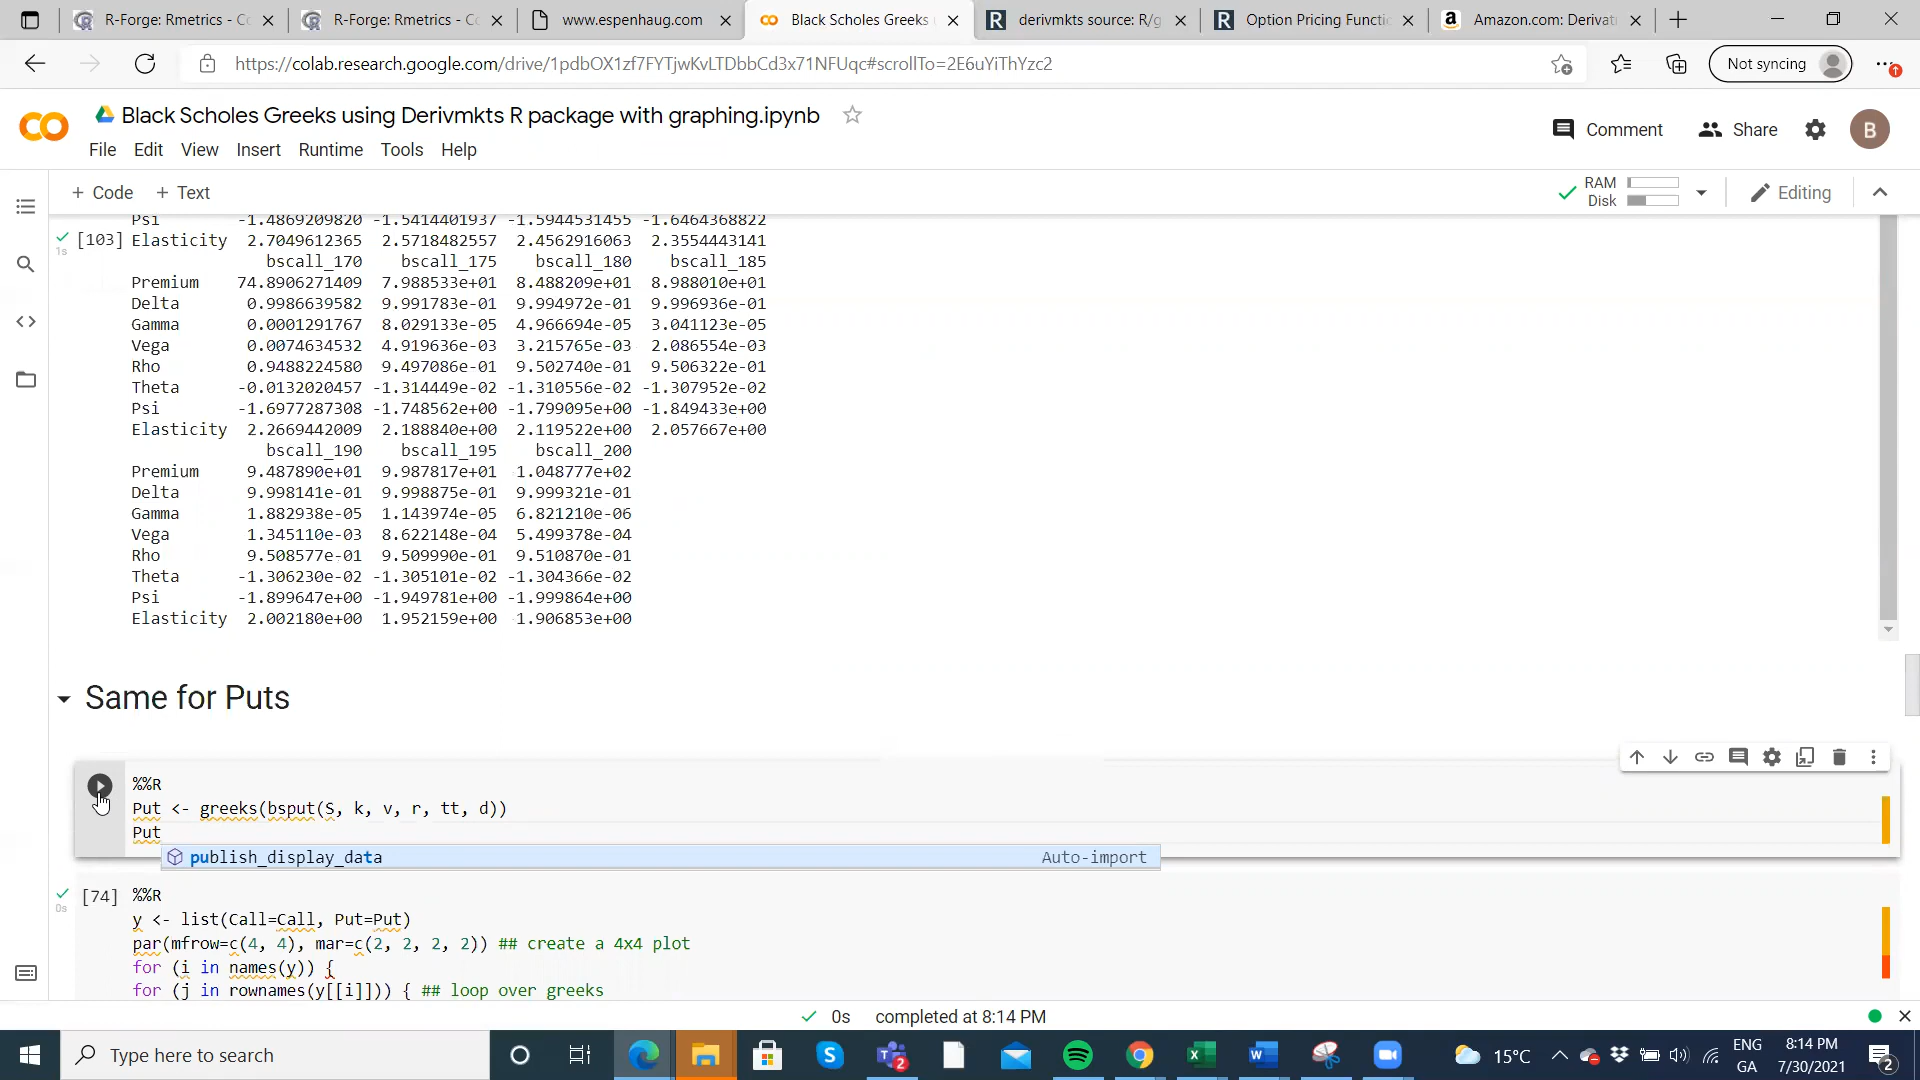 R-Forge: Rmetrics - Co
R-Forge: Rmetrics - Co
www.espenhaug.com
Black Scholes Greeks
derivmkts source: R/g
Option Pricing Functi
Amazon.com: Derivat
https://colab.research.google.com/drive/1pdbOX1zf7FYTjwKvLTDbbCd3x71NFUqc#scrollTo=2E6uYiThYzc2
Not syncing
Black Scholes Greeks using Derivmkts R package with graphing.ipynb
Comment Share B
File Edit View Insert Runtime Tools Help
+ Code + Text
RAM
Disk
Editing
Psi -1.4869209820 -1.5414401937 -1.5944531455 -1.6464368822
[103] Elasticity 2.7049612365 2.5718482557 2.4562916063 2.3554443141
1s
bscall_170 bscall_175 bscall_180 bscall_185
Premium 74.8906271409 7.988533e+01 8.488209e+01 8.988010e+01
Delta 0.9986639582 9.991783e-01 9.994972e-01 9.996936e-01
Gamma 0.0001291767 8.029133e-05 4.966694e-05 3.041123e-05
Vega 0.0074634532 4.919636e-03 3.215765e-03 2.086554e-03
Rho 0.9488224580 9.497086e-01 9.502740e-01 9.506322e-01
Theta -0.0132020457 -1.314449e-02 -1.310556e-02 -1.307952e-02
Psi -1.6977287308 -1.748562e+00 -1.799095e+00 -1.849433e+00
Elasticity 2.2669442009 2.188840e+00 2.119522e+00 2.057667e+00
bscall_190 bscall_195 bscall_200
Premium 9.487890e+01 9.987817e+01 1.048777e+02
Delta 9.998141e-01 9.998875e-01 9.999321e-01
Gamma 1.882938e-05 1.143974e-05 6.821210e-06
Vega 1.345110e-03 8.622148e-04 5.499378e-04
Rho 9.508577e-01 9.509990e-01 9.510870e-01
Theta -1.306230e-02 -1.305101e-02 -1.304366e-02
Psi -1.899647e+00 -1.949781e+00 -1.999864e+00
Elasticity 2.002180e+00 1.952159e+00 1.906853e+00
Same for Puts
%%R
Put <- greeks(bsput(S, k, v, r, tt, d))
Put
publish_display_data Auto-import
[74] %%R
0s
y <- list(Call=Call, Put=Put)
par(mfrow=c(4, 4), mar=c(2, 2, 2, 2)) ## create a 4x4 plot
for (i in names(y)) {
for (j in rownames(y[[i]])) { ## loop over greeks
0s completed at 8:14 PM
Type here to search
2
15°C
ENG
GA
8:14 PM
7/30/2021
2